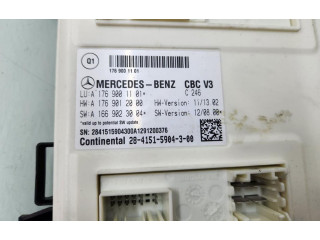 176 900 11 01
Q1
MERCEDES-BENZ CBC V3
LU:A 176 900 11 01* C 246
HW:A 176 901 20 00 HW-Version: 11/13.02
SW:A 166 902 23 04* SW-Version: 12/08.00*
*valid up to potential SW update
SN: 2841515904300A1291200376
Continental 28-4151-5904-3-00